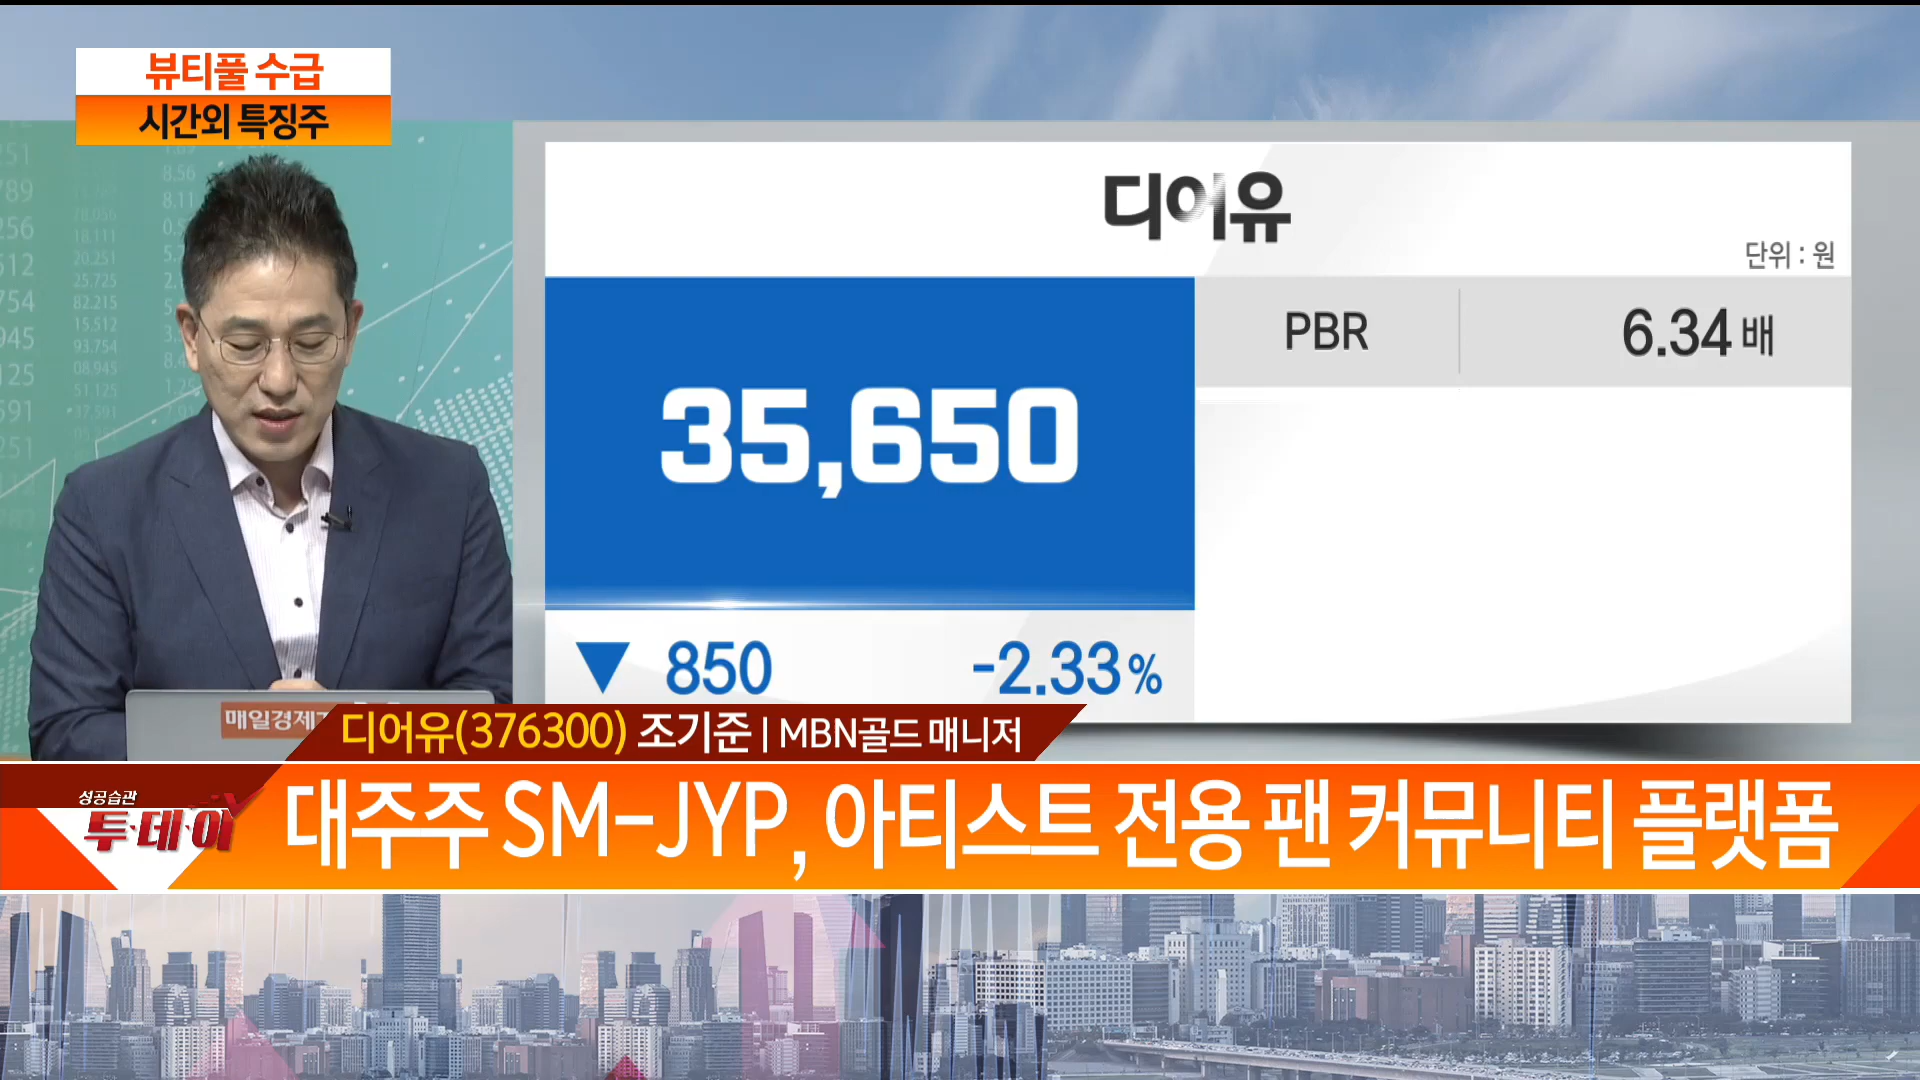 뷰티풀 수급
시간외 특징주
디어유
단위 : 원
35,650
PBR 6.34 배
▼ 850 -2.33%
매일경제
디어유(376300) 조기준 | MBN골드 매니저
성공습관
투·데·이
대주주 SM-JYP, 아티스트 전용 팬 커뮤니티 플랫폼